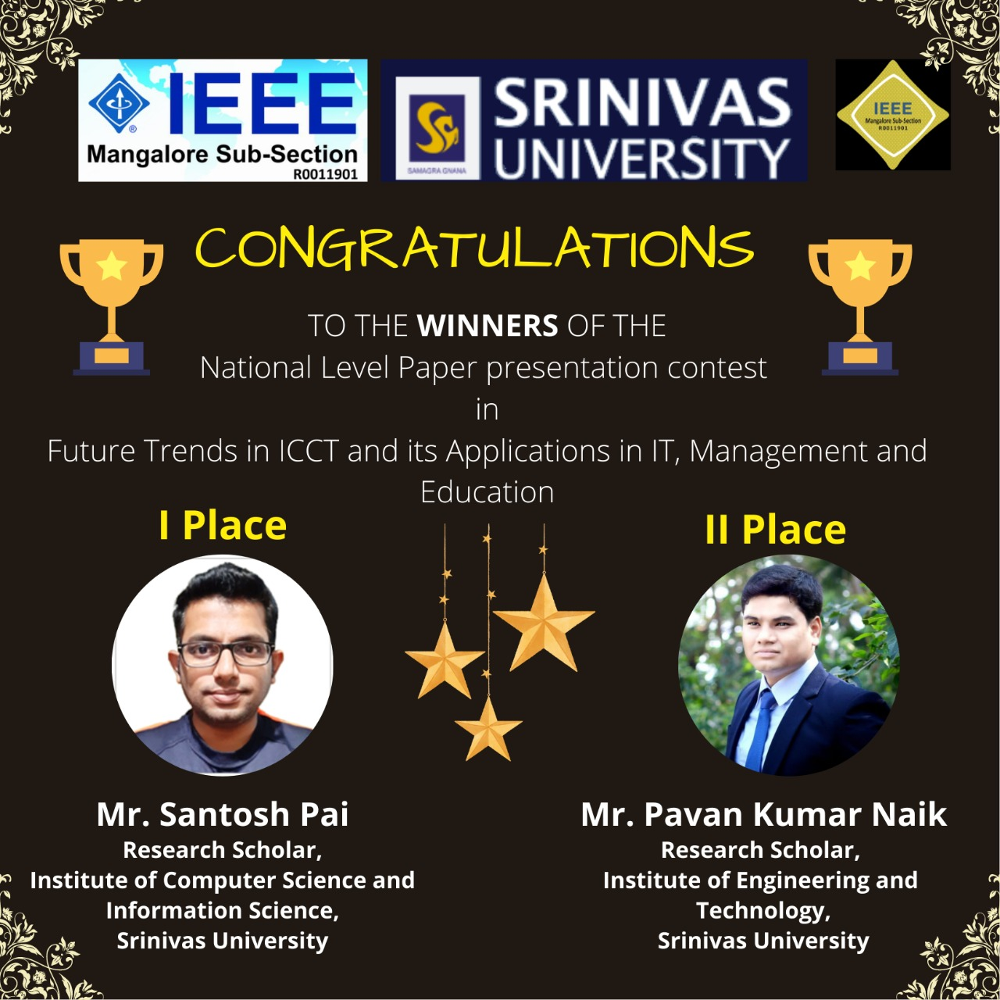 IEEE
Mangalore Sub-Section
R0011901
SRINIVAS
UNIVERSITY
SAMAGRA GNANA
IEEE
Mangalore Sub-Section
R0011901
CONGRATULATIONS
TO THE WINNERS OF THE
National Level Paper presentation contest
in
Future Trends in ICCT and its Applications in IT, Management and
Education
I Place
Mr. Santosh Pai
Research Scholar,
Institute of Computer Science and
Information Science,
Srinivas University
II Place
Mr. Pavan Kumar Naik
Research Scholar,
Institute of Engineering and
Technology,
Srinivas University